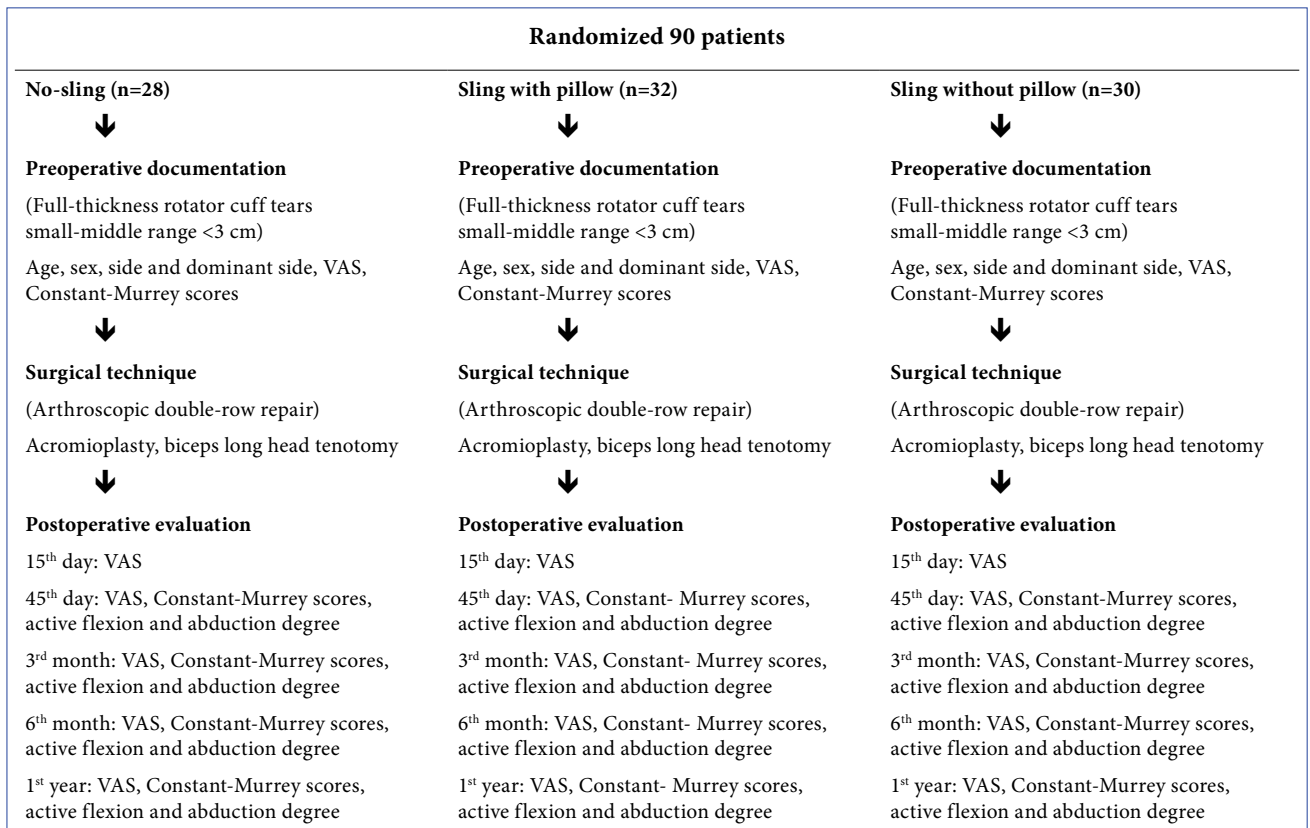 Randomized 90 patients
No-sling (n=28)
Preoperative documentation
(Full-thickness rotator cuff tears
small-middle range <3 cm)
Age, sex, side and dominant side, VAS,
Constant-Murrey scores
Surgical technique
(Arthroscopic double-row repair)
Acromioplasty, biceps long head tenotomy
Postoperative evaluation
15th day: VAS
45th day: VAS, Constant-Murrey scores,
active flexion and abduction degree
3rd month: VAS, Constant-Murrey scores,
active flexion and abduction degree
6th month: VAS, Constant-Murrey scores,
active flexion and abduction degree
1st year: VAS, Constant-Murrey scores,
active flexion and abduction degree
Sling with pillow (n=32)
Preoperative documentation
(Full-thickness rotator cuff tears
small-middle range <3 cm)
Age, sex, side and dominant side, VAS,
Constant-Murrey scores
Surgical technique
(Arthroscopic double-row repair)
Acromioplasty, biceps long head tenotomy
Postoperative evaluation
15th day: VAS
45th day: VAS, Constant- Murrey scores,
active flexion and abduction degree
3rd month: VAS, Constant- Murrey scores,
active flexion and abduction degree
6th month: VAS, Constant- Murrey scores,
active flexion and abduction degree
1st year: VAS, Constant- Murrey scores,
active flexion and abduction degree
Sling without pillow (n=30)
Preoperative documentation
(Full-thickness rotator cuff tears
small-middle range <3 cm)
Age, sex, side and dominant side, VAS,
Constant-Murrey scores
Surgical technique
(Arthroscopic double-row repair)
Acromioplasty, biceps long head tenotomy
Postoperative evaluation
15th day: VAS
45th day: VAS, Constant-Murrey scores,
active flexion and abduction degree
3rd month: VAS, Constant-Murrey scores,
active flexion and abduction degree
6th month: VAS, Constant-Murrey scores,
active flexion and abduction degree
1st year: VAS, Constant-Murrey scores,
active flexion and abduction degree